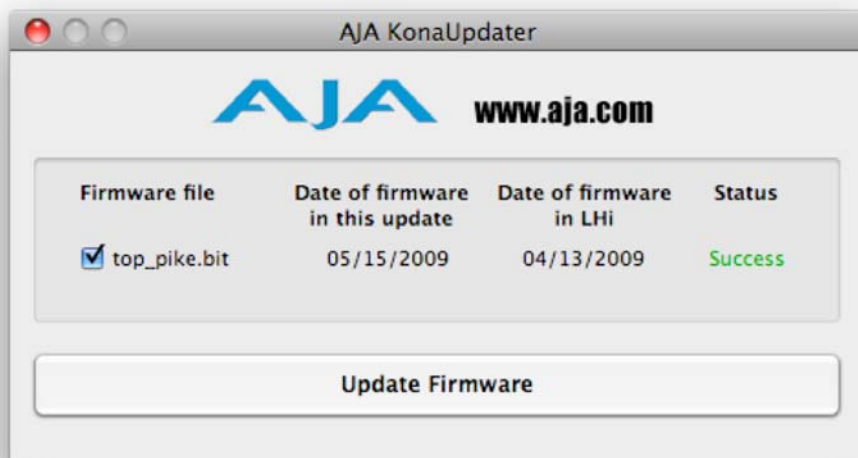 AJA KonaUpdater
AJA www.aja.com
Firmware file Date of firmware in this update Date of firmware in LHi Status
top_pike.bit 05/15/2009 04/13/2009 Success
Update Firmware